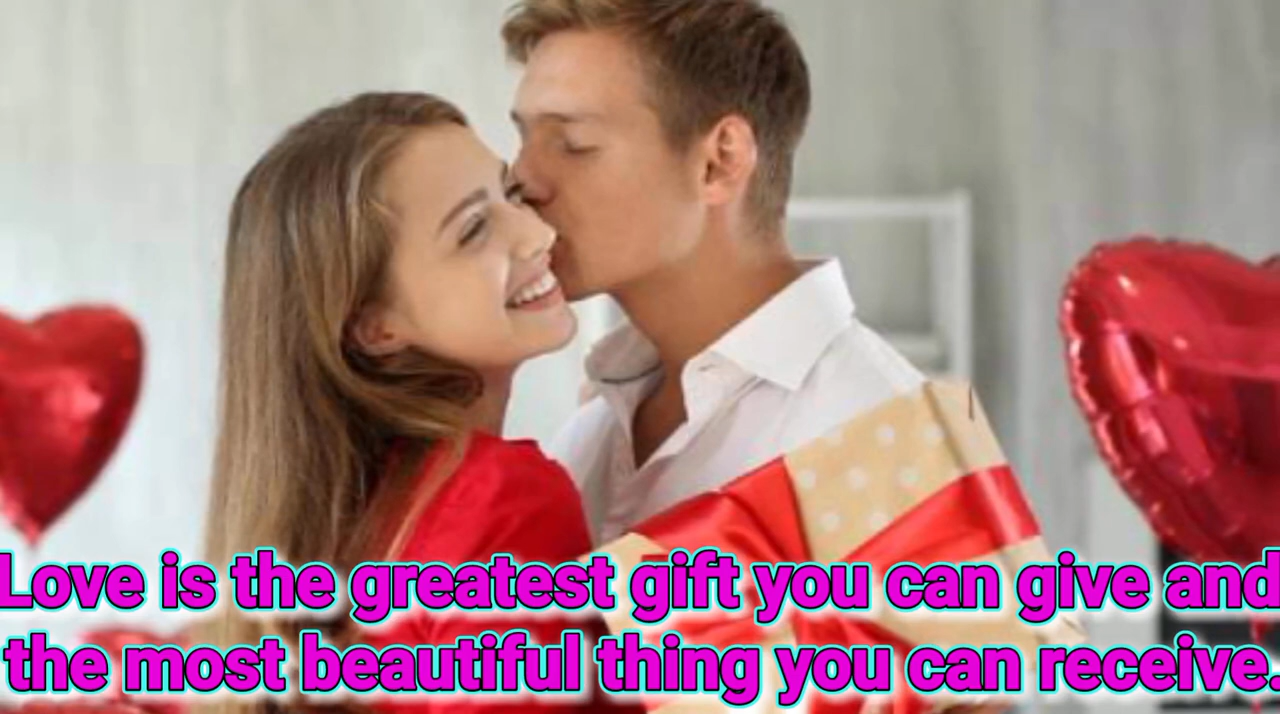 Love is the greatest gift you can give and
the most beautiful thing you can receive.